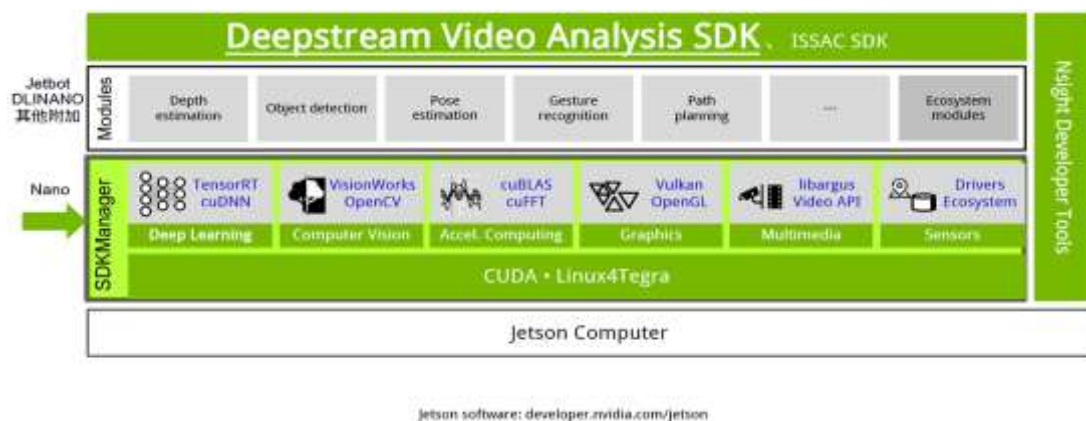 Deepstream Video Analysis SDK、ISSAC SDK
Jetbot
DLINANO
其他附加
Modules
Depth
estimation
Object detection
Pose
estimation
Gesture
recognition
Path
planning
...
Ecosystem
modules
Nsight Developer Tools
Nano
SDKManager
TensorRT
cuDNN
Deep Learning
VisionWorks
OpenCV
Computer Vision
cuBLAS
cuFFT
Accel. Computing
Vulkan
OpenGL
Graphics
libargus
Video API
Multimedia
Drivers
Ecosystem
Sensors
CUDA • Linux4Tegra
Jetson Computer
Jetson software: developer.nvidia.com/jetson